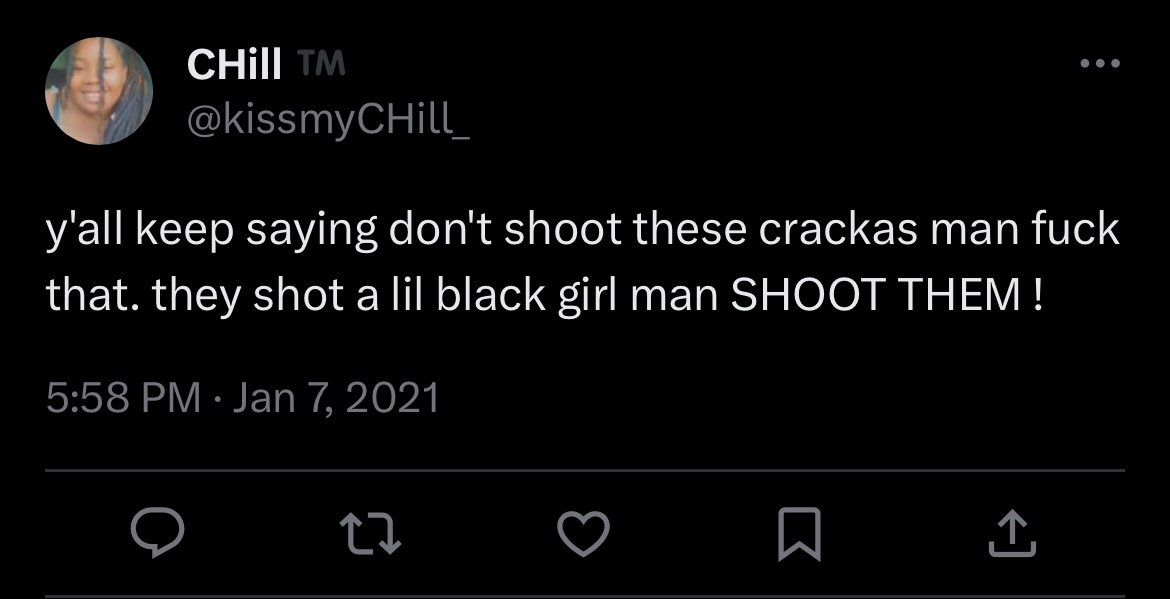 CHill TM
@kissmyCHill_
y'all keep saying don't shoot these crackas man fuck
that. they shot a lil black girl man SHOOT THEM !
5:58 PM · Jan 7, 2021